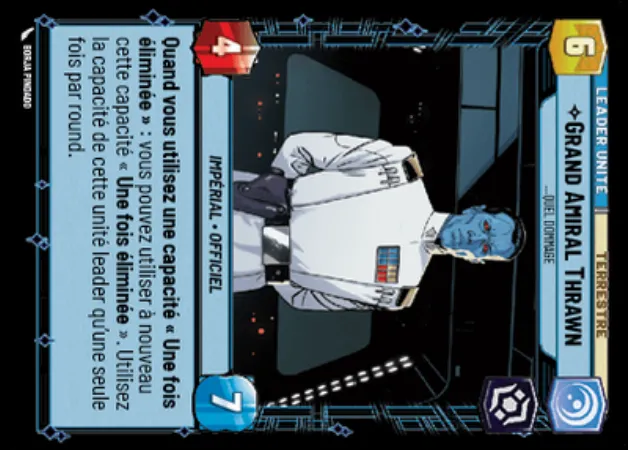 6
LEADER UNITÉ
TERRESTRE
GRAND AMIRAL THRAWN
...QUEL DOMMAGE
4
IMPÉRIAL • OFFICIEL
7
Quand vous utilisez une capacité « Une fois
éliminée » : vous pouvez utiliser à nouveau
cette capacité « Une fois éliminée ». Utilisez
la capacité de cette unité leader qu'une seule
fois par round.
BORJA PINDADO